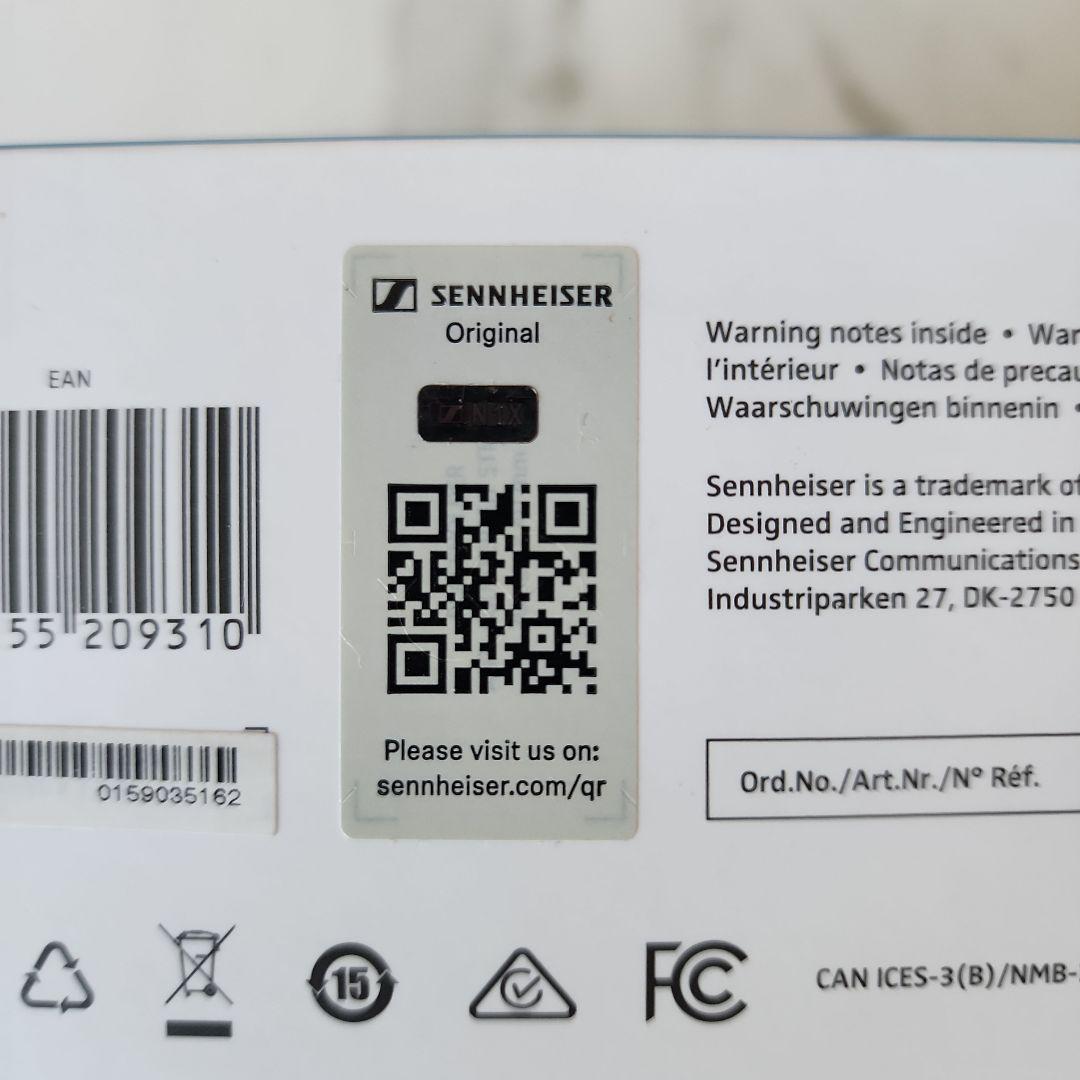 EAN
55 209310
0159035162
SENNHEISER
Original
NEOX
Please visit us on:
sennheiser.com/qr
Warning notes inside • War
l'intérieur • Notas de precau
Waarschuwingen binnenin •
Sennheiser is a trademark of
Designed and Engineered in
Sennheiser Communications
Industriparken 27, DK-2750
Ord.No./Art.Nr./N° Réf.
15
FC
CAN ICES-3(B)/NMB-